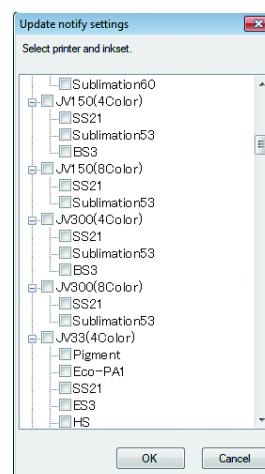 Update notify settings
Select printer and inkset.
Sublimation60
JV150(4Color)
SS21
Sublimation53
BS3
JV150(8Color)
SS21
Sublimation53
JV300(4Color)
SS21
Sublimation53
BS3
JV300(8Color)
SS21
Sublimation53
JV33(4Color)
Pigment
Eco-PA1
SS21
ES3
HS
OK Cancel